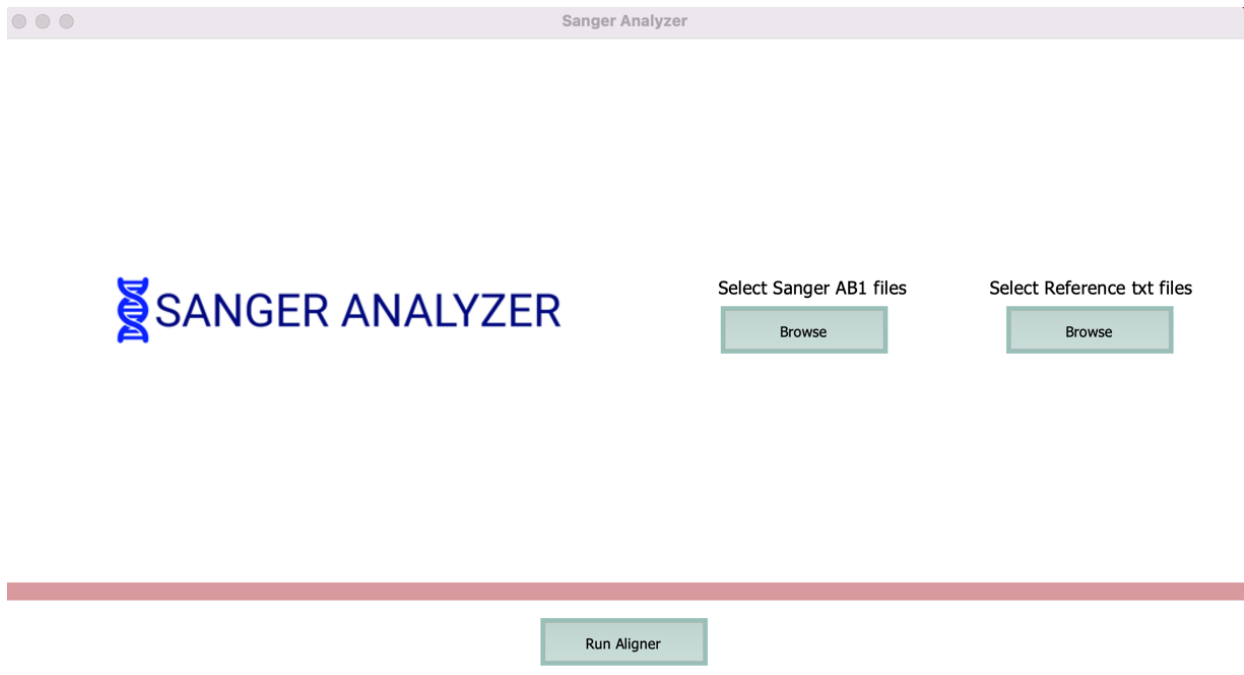 Sanger Analyzer
SANGER ANALYZER
Select Sanger AB1 files
Select Reference txt files
Browse
Browse
Run Aligner